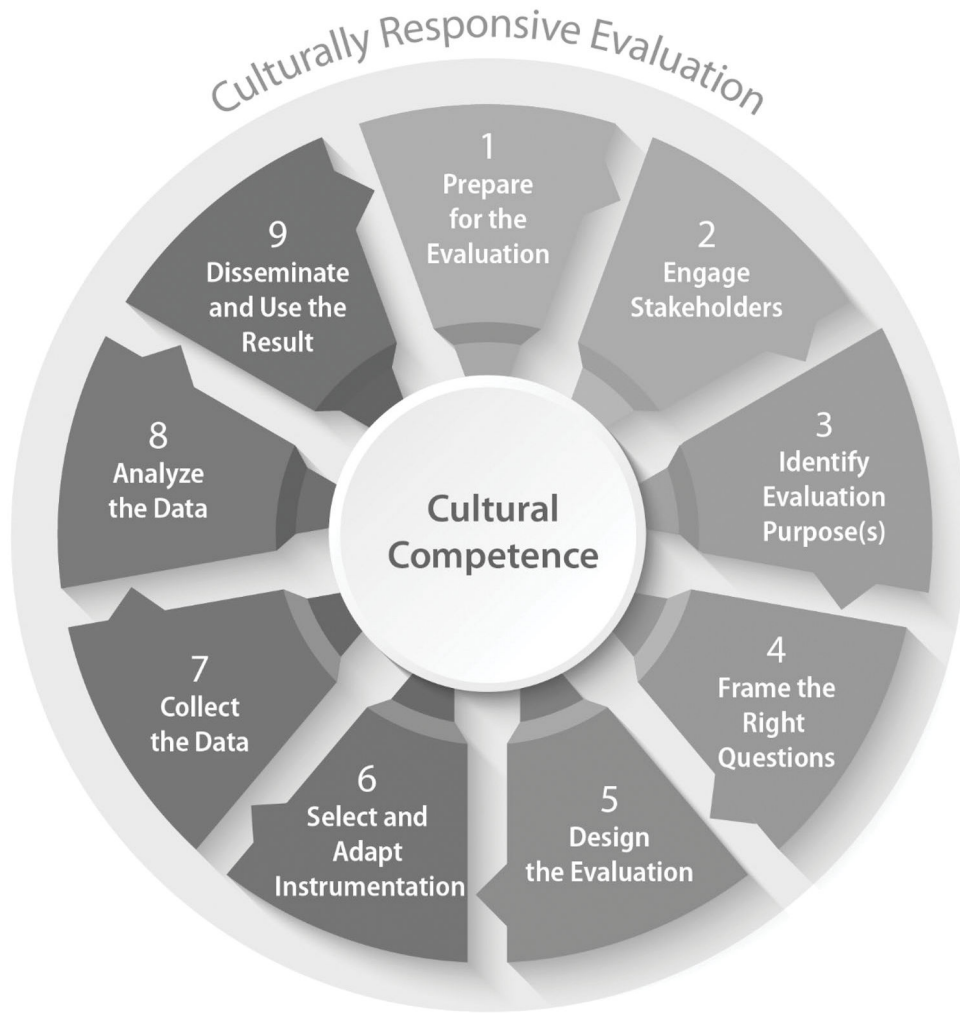 Culturally Responsive Evaluation
1
Prepare
for the
Evaluation
2
Engage
Stakeholders
3
Identify
Evaluation
Purpose(s)
4
Frame the
Right
Questions
5
Design
the Evaluation
6
Select and
Adapt
Instrumentation
7
Collect
the Data
8
Analyze
the Data
9
Disseminate
and Use the
Result
Cultural
Competence